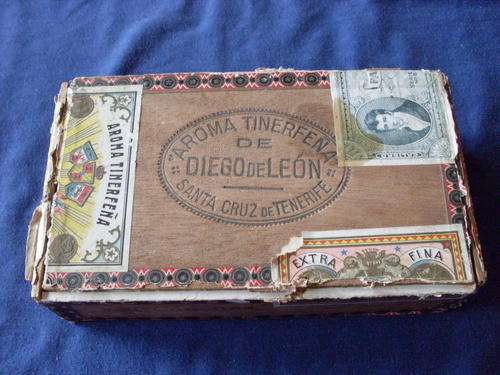 AROMA TINERFEÑA
DE
DIEGO DE LEÓN
SANTA CRUZ DE TENERIFE
AROMA TINERFEÑA
EXTRA FINA